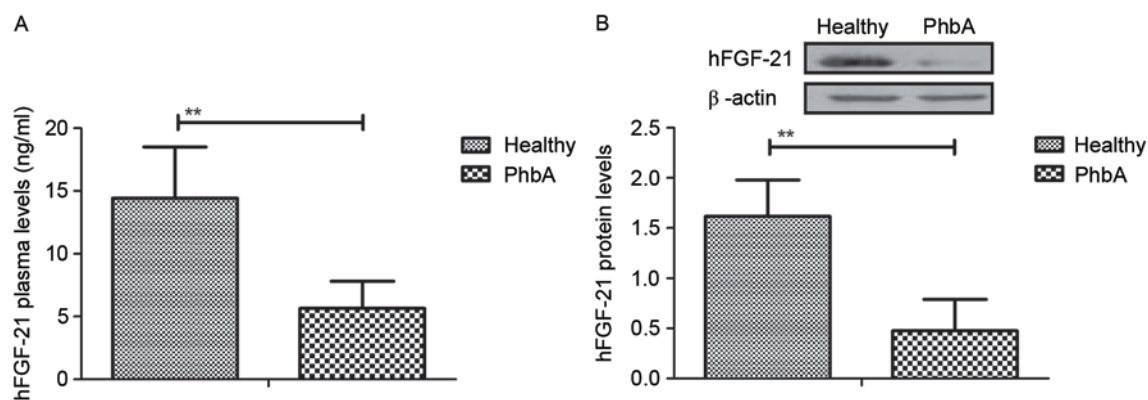 A
hFGF-21 plasma levels (ng/ml)
20
15
10
5
0
**
Healthy
PhbA
B
Healthy PhbA
hFGF-21
β -actin
hFGF-21 protein levels
2.5
2.0
1.5
1.0
0.5
0.0
**
Healthy
PhbA